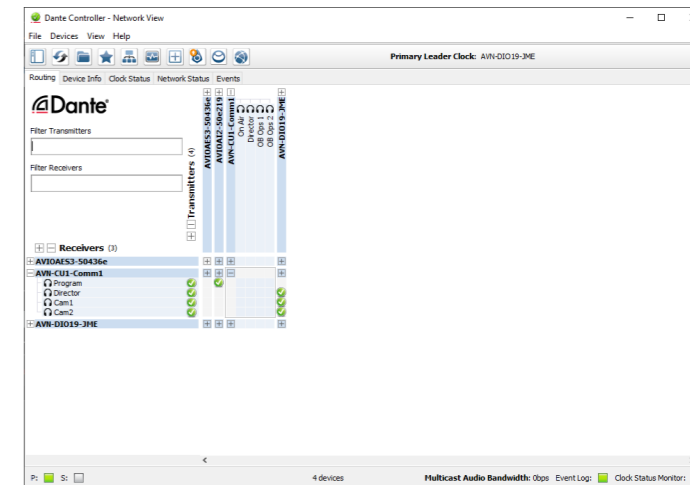 Dante Controller - Network View
File Devices View Help
Primary Leader Clock: AVN-DIO19-JME
Routing Device Info Clock Status Network Status Events
Dante
Filter Transmitters
Filter Receivers
Transmitters (4)
AVIOAES3-50436e
AVIOAI2-50e219
AVN-CU1-Comm1
On Air
Director
OB Ops 1
OB Ops 2
AVN-DIO19-JME
Receivers (3)
AVIOAES3-50436e
AVN-CU1-Comm1
Program
Director
Cam1
Cam2
AVN-DIO19-JME
P: S: 4 devices Multicast Audio Bandwidth: 0bps Event Log: Clock Status Monitor: